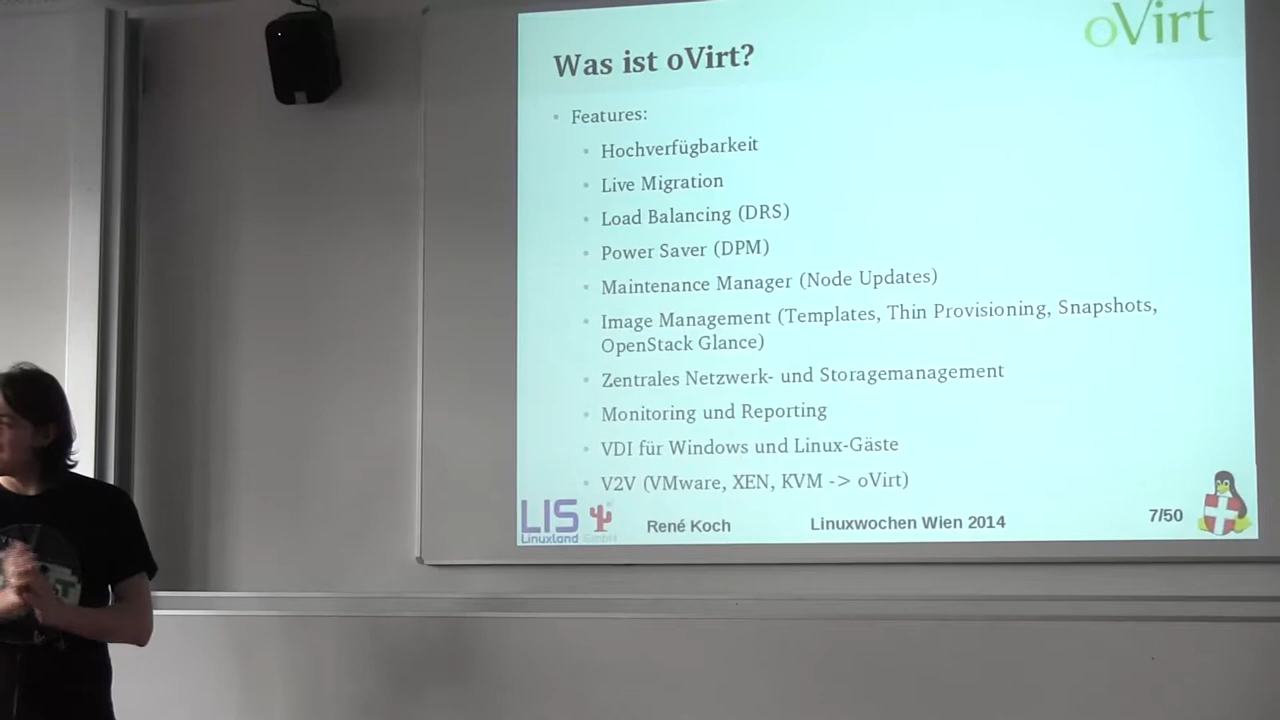 oVirt
Was ist oVirt?
Features:
Hochverfügbarkeit
Live Migration
Load Balancing (DRS)
Power Saver (DPM)
Maintenance Manager (Node Updates)
Image Management (Templates, Thin Provisioning, Snapshots,
OpenStack Glance)
Zentrales Netzwerk- und Storagemanagement
Monitoring und Reporting
VDI für Windows und Linux-Gäste
V2V (VMware, XEN, KVM -> oVirt)
LIS
Linuxland GmbH
René Koch
Linuxwochen Wien 2014
7/50